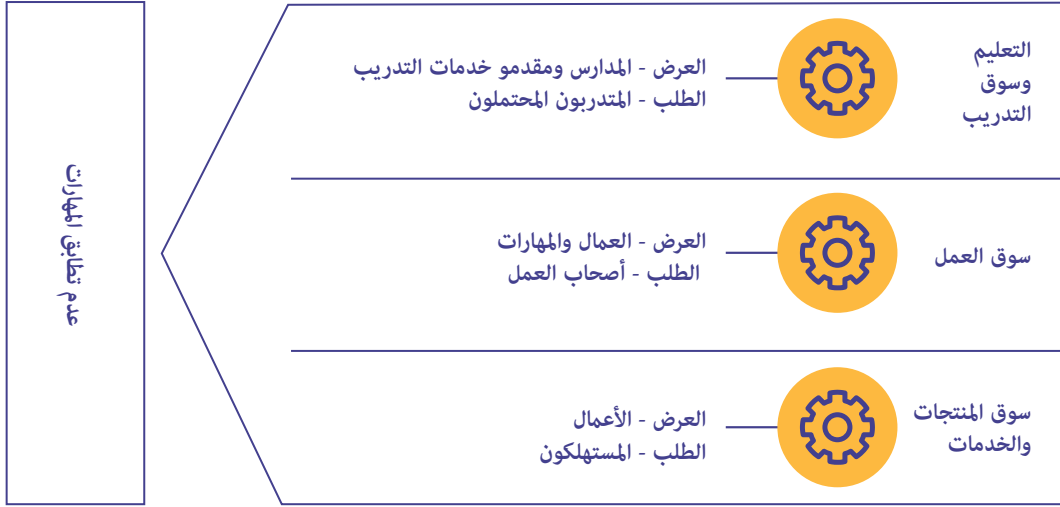 التعليم
وسوق
التدريب
العرض - المدارس ومقدمو خدمات التدريب
الطلب - المتدربون المحتملون
سوق العمل
العرض - العمال والمهارات
الطلب - أصحاب العمل
سوق المنتجات
والخدمات
العرض - الأعمال
الطلب - المستهلكون
عدم تطابق المهارات